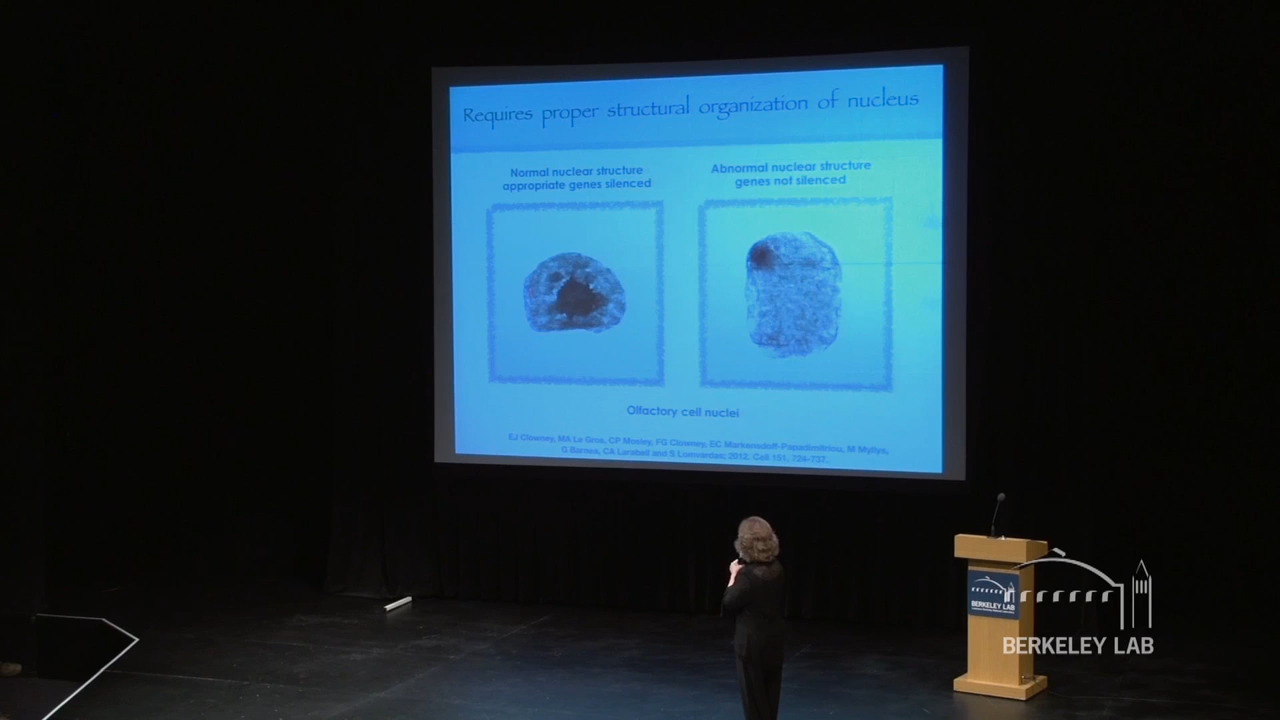 Requires proper structural organization of nucleus
Normal nuclear structure
appropriate genes silenced
Abnormal nuclear structure
genes not silenced
Olfactory cell nuclei
EJ Clowney, MA Le Gros, CP Mosley, FG Clowney, EC Markenskoff-Papadimitriou, M Myllys,
G Barnea, CA Larabell and S Lomvardas; 2012. Cell 151, 724-737.
BERKELEY LAB
BERKELEY LAB